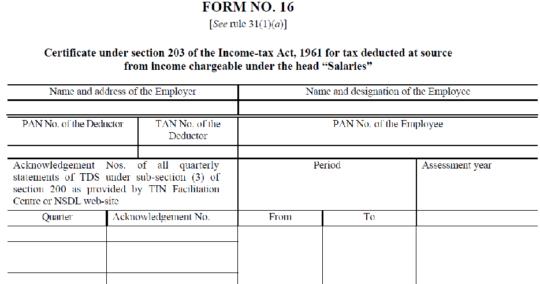 FORM NO. 16
[See rule 31(1)(a)]
Certificate under section 203 of the Income-tax Act, 1961 for tax deducted at source
from income chargeable under the head “Salaries”
Name and address of the Employer
Name and designation of the Employee
PAN No. of the Deductor
TAN No. of the
Deductor
PAN No. of the Employee
Acknowledgement Nos. of all quarterly
statements of TDS under sub-section (3) of
section 200 as provided by TIN Facilitation
Centre or NSDL web-site
Period
Assessment year
Quarter
Acknowledgement No.
From
To